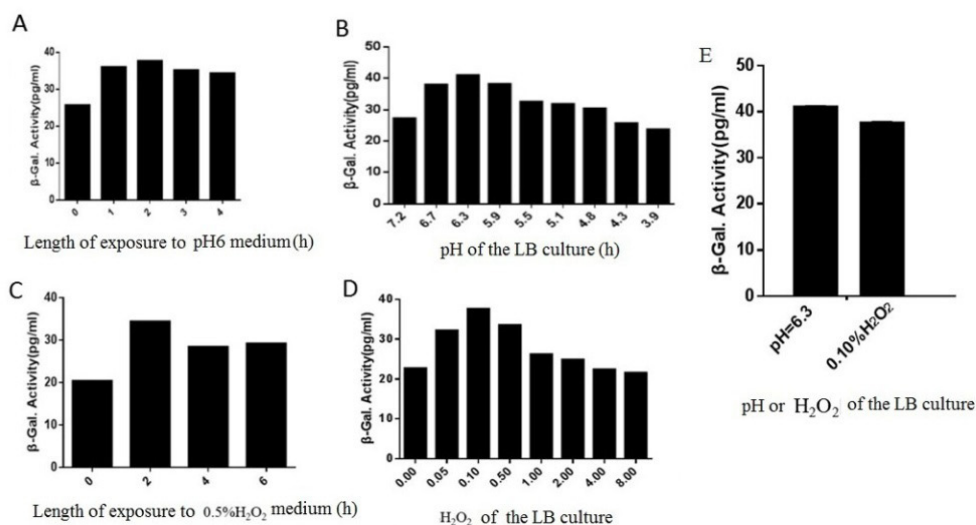 A
β-Gal. Activity(pg/ml)
40
30
20
10
0
0 1 2 3 4
Length of exposure to pH6 medium (h)
B
β-Gal. Activity(pg/ml)
50
40
30
20
10
0
7.2 6.7 6.3 5.9 5.5 5.1 4.8 4.3 3.9
pH of the LB culture (h)
C
β-Gal. Activity(pg/ml)
40
30
20
10
0
0 2 4 6
Length of exposure to 0.5%H₂O₂ medium (h)
D
β-Gal. Activity(pg/ml)
40
30
20
10
0
0.00 0.05 0.10 0.50 1.00 2.00 4.00 8.00
H₂O₂ of the LB culture
E
β-Gal. Activity(pg/ml)
50
40
30
20
10
0
pH=6.3 0.10%H₂O₂
pH or H₂O₂ of the LB culture